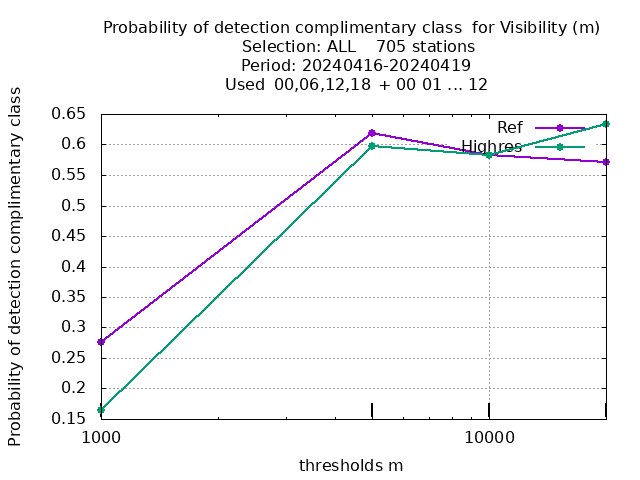 Probability of detection complimentary class  for Visibility (m)
Selection: ALL    705 stations
Period: 20240416-20240419
Used  00,06,12,18 + 00 01 ... 12
Probability of detection complimentary class
0.65
0.6
0.55
0.5
0.45
0.4
0.35
0.3
0.25
0.2
0.15
Ref
Highres
1000
10000
thresholds m